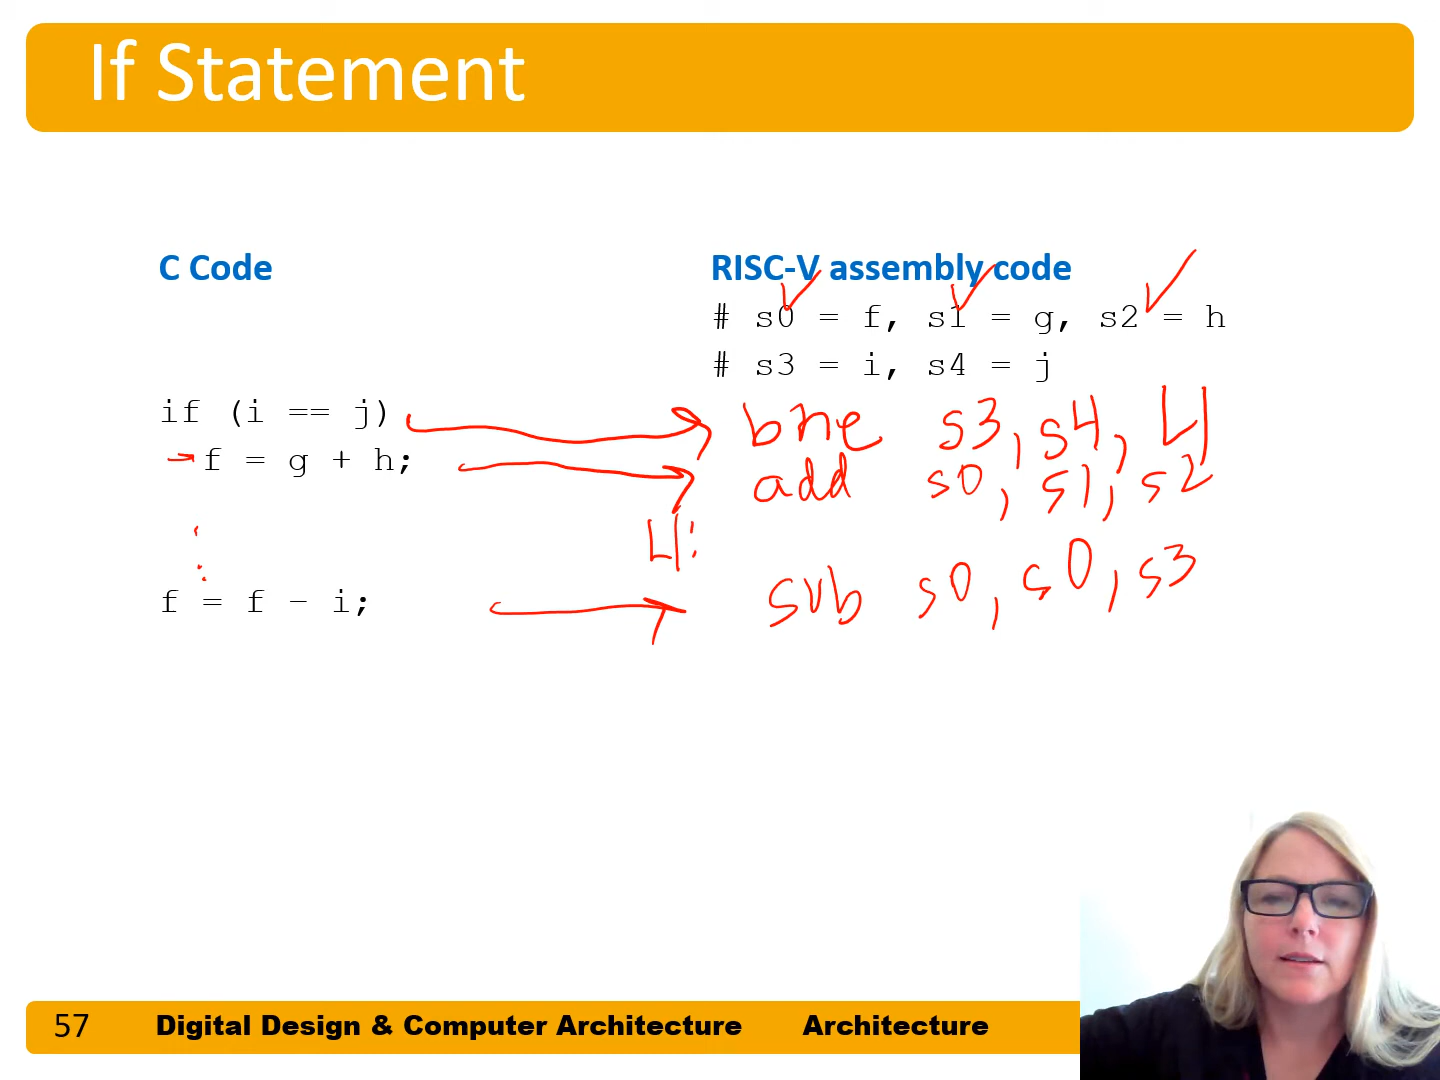 If Statement
C Code
RISC-V assembly code
# s0 = f, s1 = g, s2 = h
# s3 = i, s4 = j
if (i == j)
bne s3, s4, L1
f = g + h;
add s0, s1, s2
L1:
f = f - i;
sub s0, s0, s3
57 Digital Design & Computer Architecture Architecture